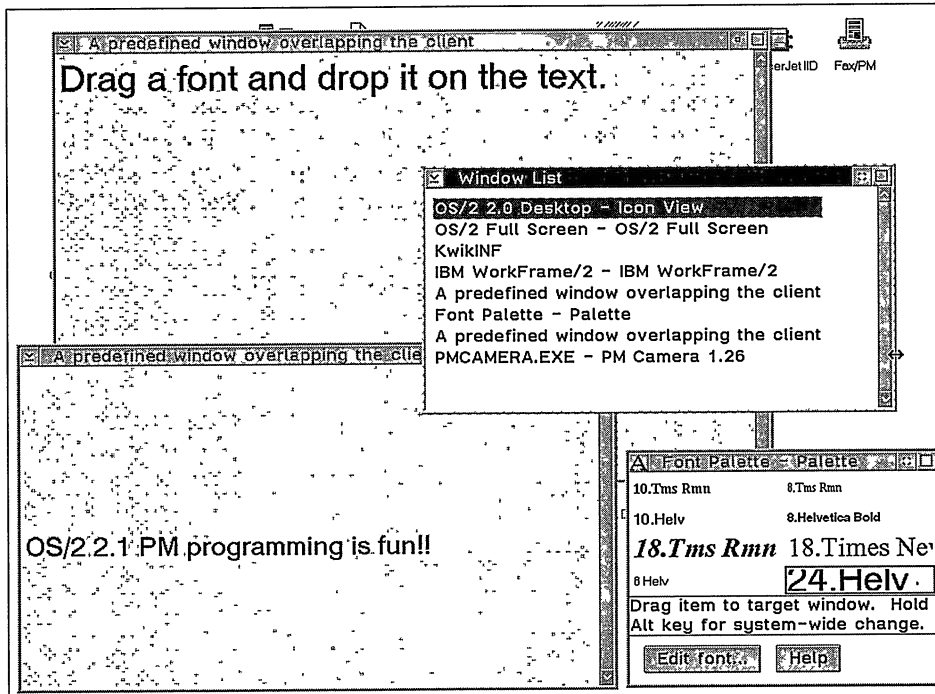 A predefined window overlapping the client
Drag a font and drop it on the text.
erJet IID
Fax/PM
Window List
OS/2 2.0 Desktop - Icon View
OS/2 Full Screen - OS/2 Full Screen
KwikINF
IBM WorkFrame/2 - IBM WorkFrame/2
A predefined window overlapping the client
Font Palette - Palette
A predefined window overlapping the client
PMCAMERA.EXE - PM Camera 1.26
A predefined window overlapping the clie
OS/2 2.1 PM programming is fun!!
A Font Palette - Palette
10.Tms Rmn 8.Tms Rmn
10.Helv 8.Helvetica Bold
18.Tms Rmn 18.Times Ne
8 Helv 24.Helv
Drag item to target window. Hold
Alt key for system-wide change.
Edit font... Help